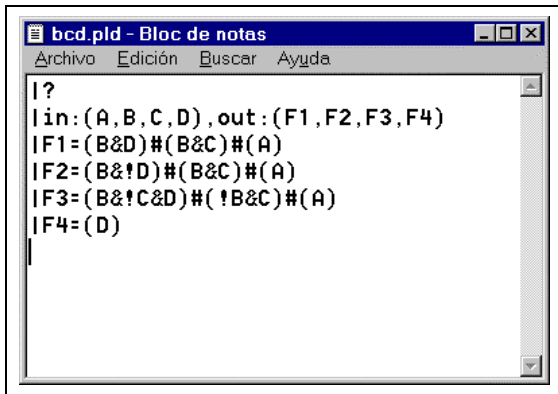 bcd.pld - Bloc de notas
Archivo Edición Buscar Ayuda
|?
|in:(A,B,C,D),out:(F1,F2,F3,F4)
|F1=(B&D)#(B&C)#(A)
|F2=(B&!D)#(B&C)#(A)
|F3=(B&!C&D)#(!B&C)#(A)
|F4=(D)